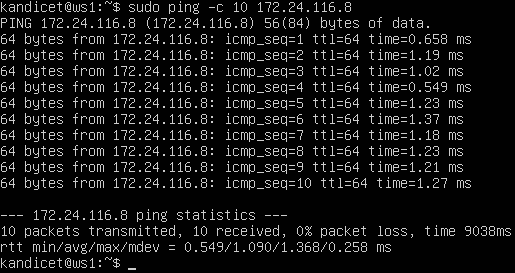 kandicet@ws1:~$ sudo ping -c 10 172.24.116.8
PING 172.24.116.8 (172.24.116.8) 56(84) bytes of data.
64 bytes from 172.24.116.8: icmp_seq=1 ttl=64 time=0.658 ms
64 bytes from 172.24.116.8: icmp_seq=2 ttl=64 time=1.19 ms
64 bytes from 172.24.116.8: icmp_seq=3 ttl=64 time=1.02 ms
64 bytes from 172.24.116.8: icmp_seq=4 ttl=64 time=0.549 ms
64 bytes from 172.24.116.8: icmp_seq=5 ttl=64 time=1.23 ms
64 bytes from 172.24.116.8: icmp_seq=6 ttl=64 time=1.37 ms
64 bytes from 172.24.116.8: icmp_seq=7 ttl=64 time=1.18 ms
64 bytes from 172.24.116.8: icmp_seq=8 ttl=64 time=1.23 ms
64 bytes from 172.24.116.8: icmp_seq=9 ttl=64 time=1.21 ms
64 bytes from 172.24.116.8: icmp_seq=10 ttl=64 time=1.27 ms
--- 172.24.116.8 ping statistics ---
10 packets transmitted, 10 received, 0% packet loss, time 9038ms
rtt min/avg/max/mdev = 0.549/1.090/1.368/0.258 ms
kandicet@ws1:~$ _